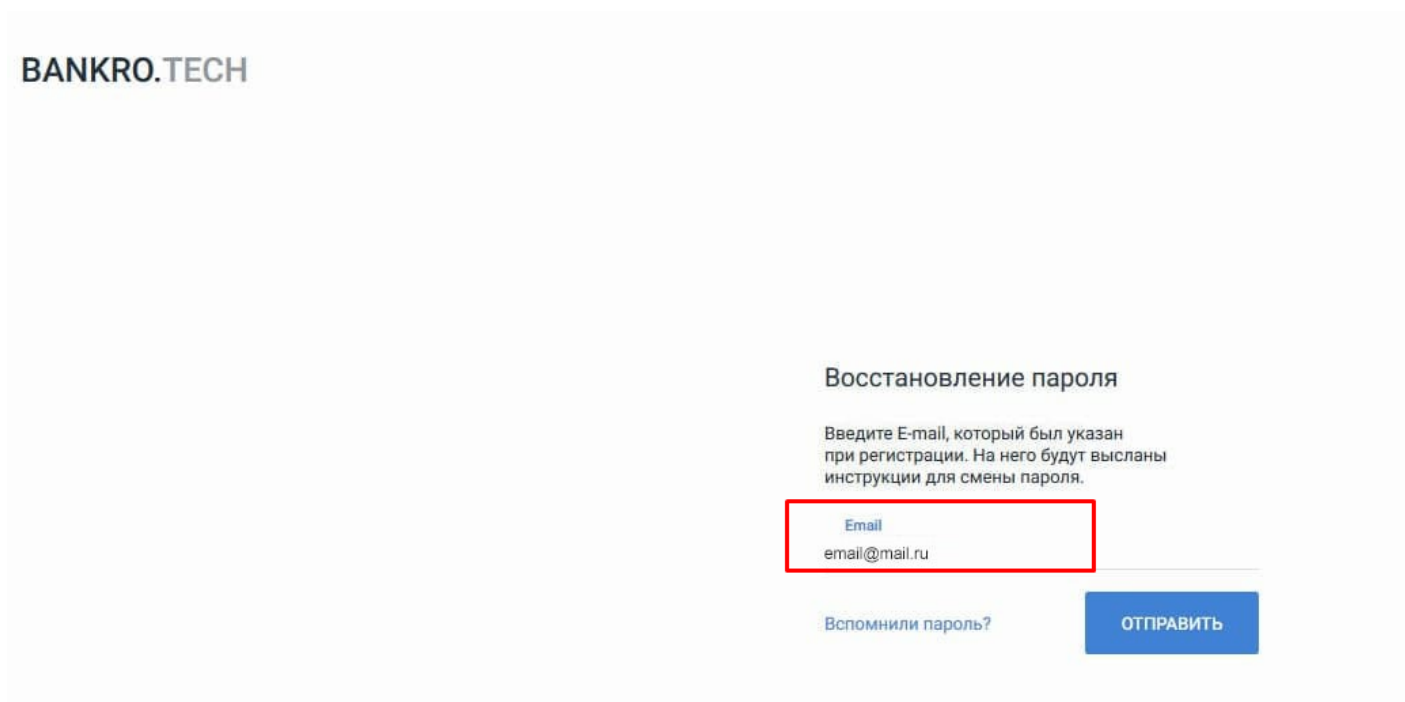 BANKRO.TECH
Восстановление пароля
Введите E-mail, который был указан
при регистрации. На него будут высланы
инструкции для смены пароля.
Email
email@mail.ru
Вспомнили пароль?
ОТПРАВИТЬ